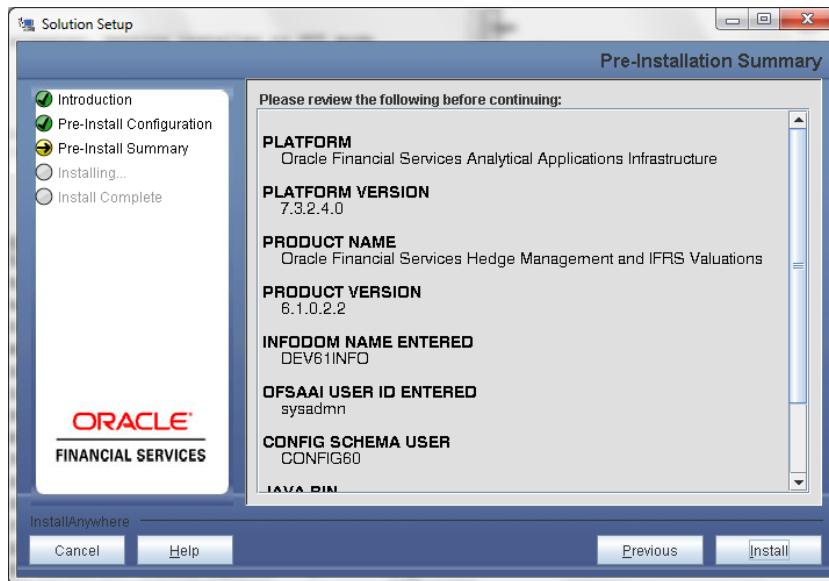 Solution Setup
Pre-Installation Summary
Introduction
Pre-Install Configuration
Pre-Install Summary
Installing...
Install Complete
ORACLE
FINANCIAL SERVICES
Please review the following before continuing:
PLATFORM
Oracle Financial Services Analytical Applications Infrastructure
PLATFORM VERSION
7.3.2.4.0
PRODUCT NAME
Oracle Financial Services Hedge Management and IFRS Valuations
PRODUCT VERSION
6.1.0.2.2
INFODOM NAME ENTERED
DEV61INFO
OFSAAI USER ID ENTERED
sysadmn
CONFIG SCHEMA USER
CONFIG60
JAVA BIN
InstallAnywhere
Cancel
Help
Previous
Install